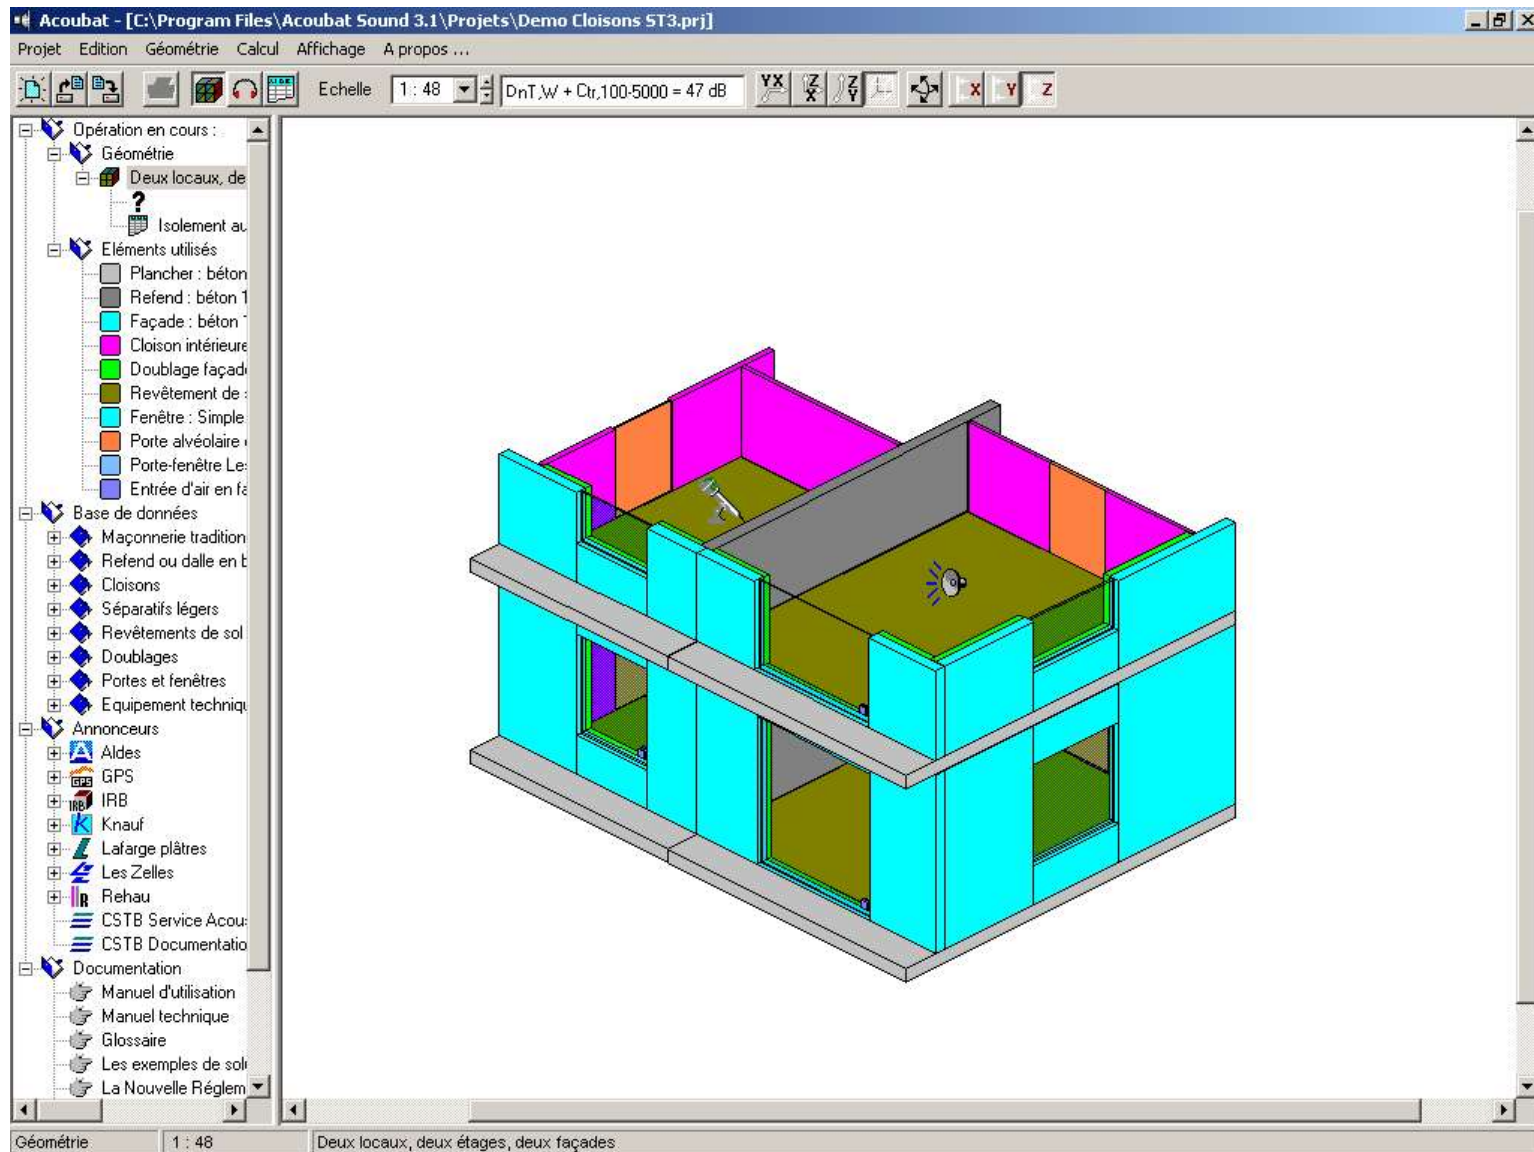 Acoubat - [C:\Program Files\Acoubat Sound 3.1\Projets\Demo Cloisons ST3.prj]
Projet Edition Géométrie Calcul Affichage A propos ...
Echelle 1 : 48 DnT,W + Ctr,100-5000 = 47 dB YX Z X Z Y X Y Z
Opération en cours :
Géométrie
Deux locaux, de
?
Isolement au
Eléments utilisés
Plancher : béton
Refend : béton 1
Façade : béton
Cloison intérieure
Doublage façad
Revêtement de
Fenêtre : Simple
Porte alvéolaire
Porte-fenêtre Le
Entrée d'air en fa
Base de données
Maçonnerie tradition
Refend ou dalle en b
Cloisons
Séparatifs légers
Revêtements de sol
Doublages
Portes et fenêtres
Equipement techniqu
Annonceurs
Aldes
GPS GPS
IRB IRB
K Knauf
Lafarge plâtres
Les Zelles
R Rehau
CSTB Service Acou
CSTB Documentatio
Documentation
Manuel d'utilisation
Manuel technique
Glossaire
Les exemples de sol
La Nouvelle Réglem
Géométrie 1 : 48 Deux locaux, deux étages, deux façades